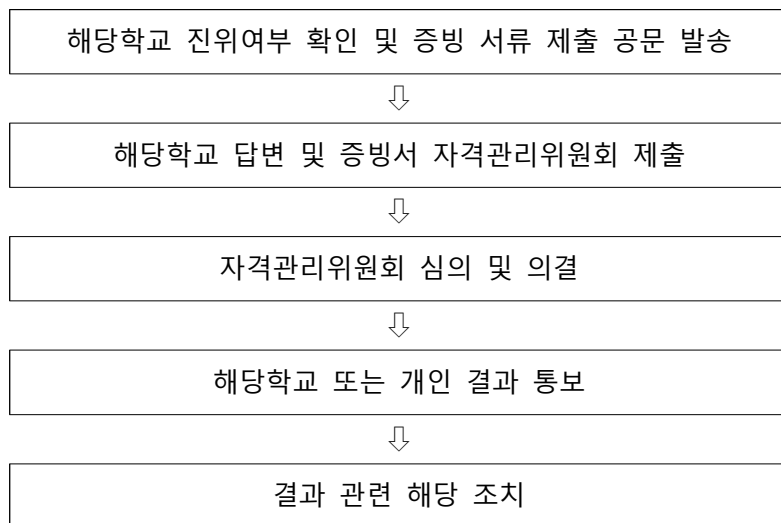 해당학교 진위여부 확인 및 증빙 서류 제출 공문 발송
⇩
해당학교 답변 및 증빙서 자격관리위원회 제출
⇩
자격관리위원회 심의 및 의결
⇩
해당학교 또는 개인 결과 통보
⇩
결과 관련 해당 조치